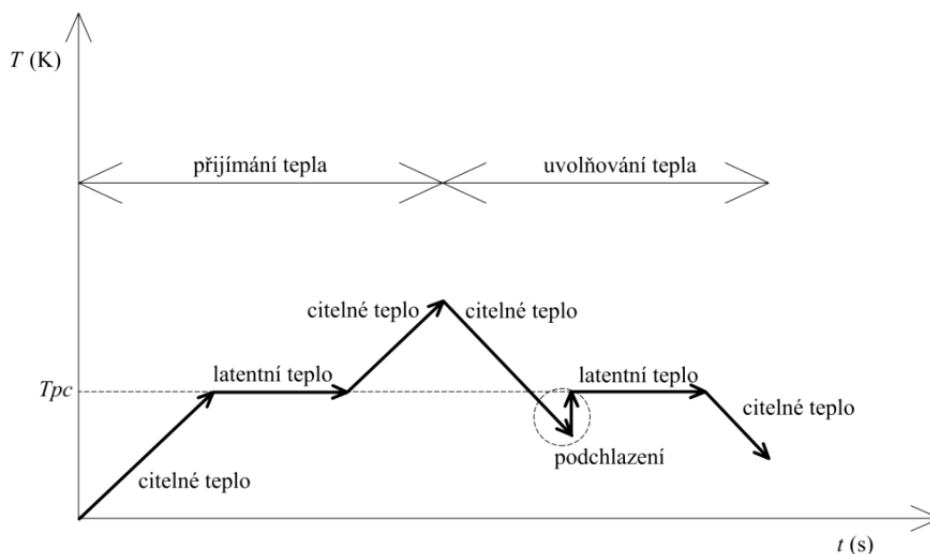 T (K)
přijímání tepla
uvolňování tepla
citelné teplo
citelné teplo
latentní teplo
latentní teplo
Tpc
citelné teplo
podchlazení
citelné teplo
t (s)